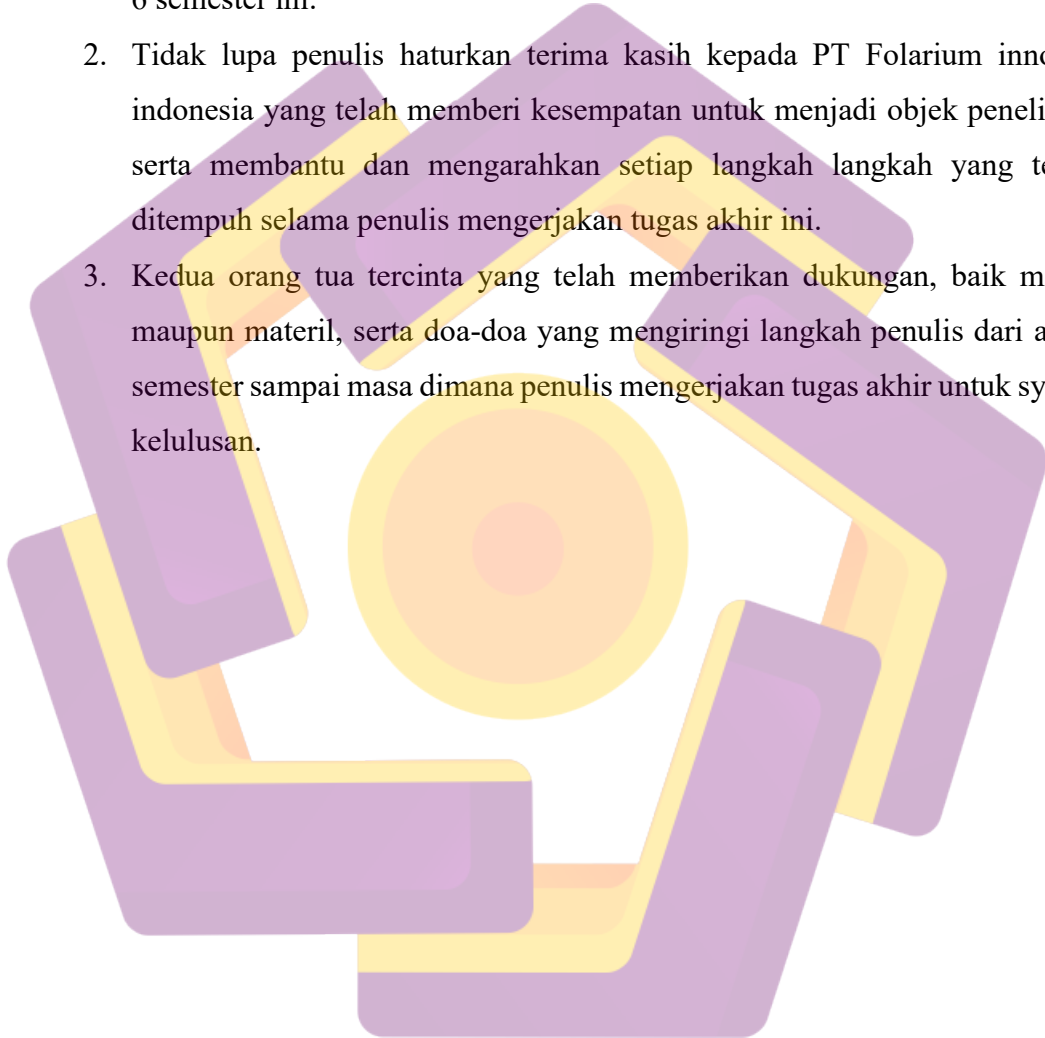 6 semester ini.
2. Tidak lupa penulis haturkan terima kasih kepada PT Folarium inno
indonesia yang telah memberi kesempatan untuk menjadi objek peneli
serta membantu dan mengarahkan setiap langkah langkah yang te
ditempuh selama penulis mengerjakan tugas akhir ini.
3. Kedua orang tua tercinta yang telah memberikan dukungan, baik m
maupun materil, serta doa-doa yang mengiringi langkah penulis dari a
semester sampai masa dimana penulis mengerjakan tugas akhir untuk sy
kelulusan.